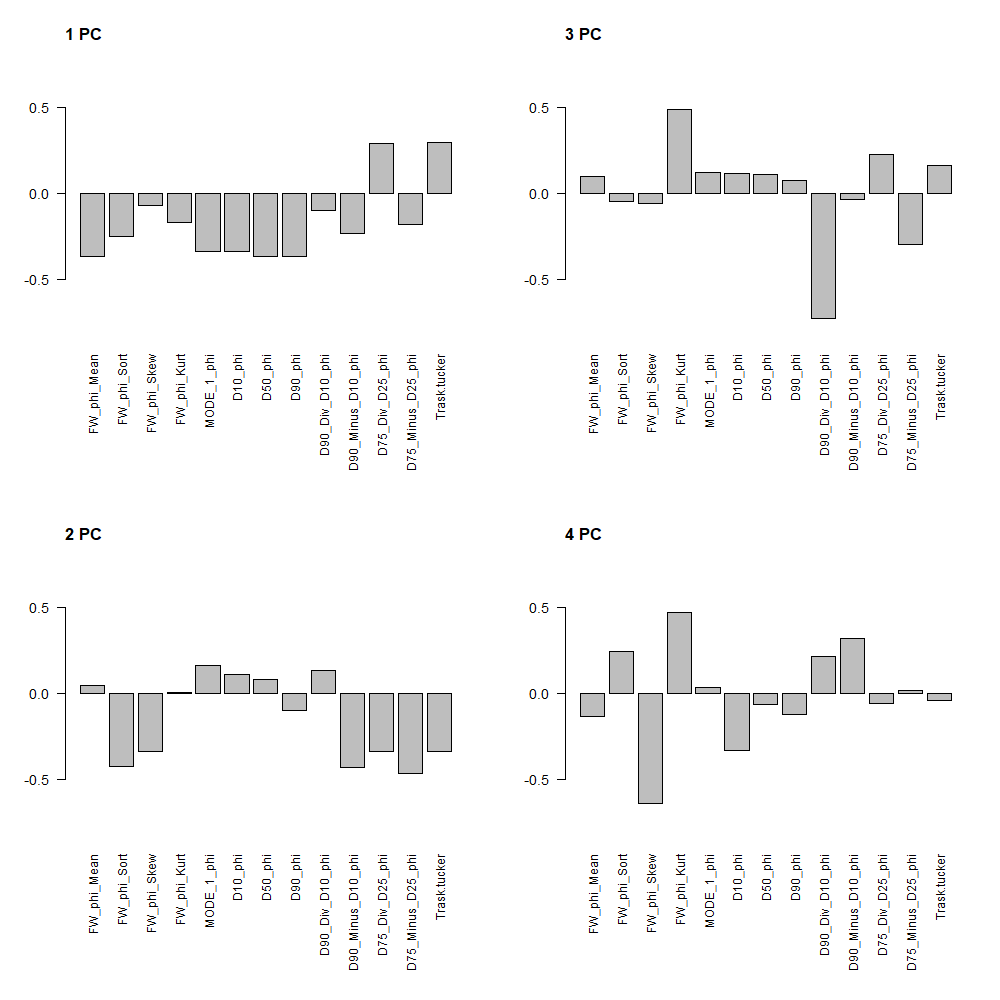 1 PC
0.5
0.0
-0.5
FW_phi_Mean
FW_phi_Sort
FW_phi_Skew
FW_phi_Kurt
MODE_1_phi
D10_phi
D50_phi
D90_phi
D90_Div_D10_phi
D90_Minus_D10_phi
D75_Div_D25_phi
D75_Minus_D25_phi
Trask.tucker
3 PC
0.5
0.0
-0.5
FW_phi_Mean
FW_phi_Sort
FW_phi_Skew
FW_phi_Kurt
MODE_1_phi
D10_phi
D50_phi
D90_phi
D90_Div_D10_phi
D90_Minus_D10_phi
D75_Div_D25_phi
D75_Minus_D25_phi
Trask.tucker
2 PC
0.5
0.0
-0.5
FW_phi_Mean
FW_phi_Sort
FW_phi_Skew
FW_phi_Kurt
MODE_1_phi
D10_phi
D50_phi
D90_phi
D90_Div_D10_phi
D90_Minus_D10_phi
D75_Div_D25_phi
D75_Minus_D25_phi
Trask.tucker
4 PC
0.5
0.0
-0.5
FW_phi_Mean
FW_phi_Sort
FW_phi_Skew
FW_phi_Kurt
MODE_1_phi
D10_phi
D50_phi
D90_phi
D90_Div_D10_phi
D90_Minus_D10_phi
D75_Div_D25_phi
D75_Minus_D25_phi
Trask.tucker